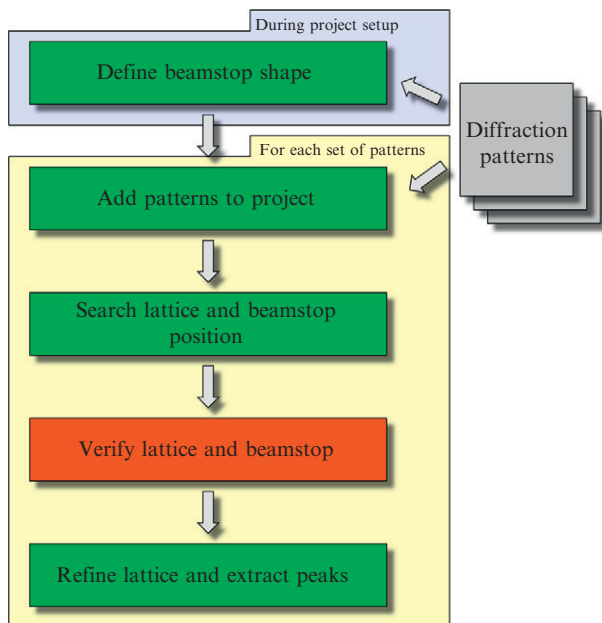 During project setup
Define beamstop shape
Diffraction
patterns
For each set of patterns
Add patterns to project
Search lattice and beamstop
position
Verify lattice and beamstop
Refine lattice and extract peaks